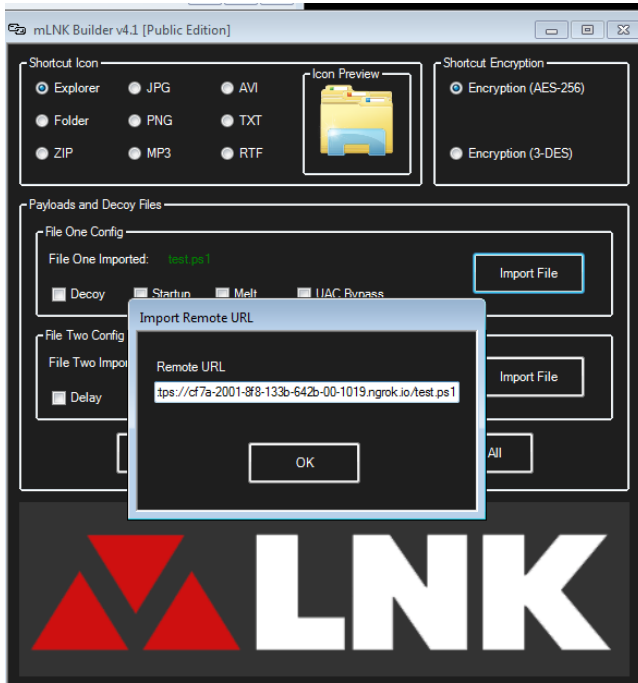 mLNK Builder v4.1 [Public Edition]
Shortcut Icon
Explorer JPG AVI
Folder PNG TXT
ZIP MP3 RTF
Icon Preview
Shortcut Encryption
Encryption (AES-256)
Encryption (3-DES)
Payloads and Decoy Files
File One Config
File One Imported: test.ps1
Import File
Decoy Startup Melt UAC Bypass
Import Remote URL
Remote URL
:tps://cf7a-2001-8f8-133b-642b-00-1019.ngrok.io/test.ps1
OK
File Two Config
File Two Impor
Import File
Delay
All
LNK